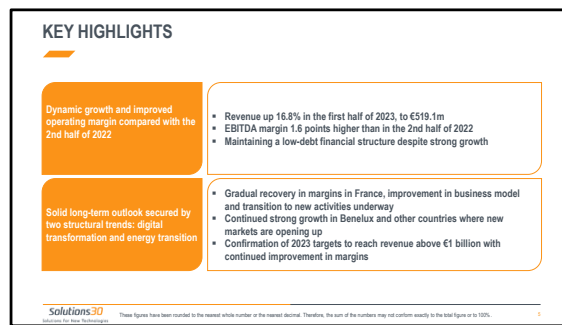 KEY HIGHLIGHTS
Dynamic growth and improved
operating margin compared with the
2nd half of 2022
▪ Revenue up 16.8% in the first half of 2023, to €519.1m
▪ EBITDA margin 1.6 points higher than in the 2nd half of 2022
▪ Maintaining a low-debt financial structure despite strong growth
Solid long-term outlook secured by
two structural trends: digital
transformation and energy transition
▪ Gradual recovery in margins in France, improvement in business model
and transition to new activities underway
▪ Continued strong growth in Benelux and other countries where new
markets are opening up
▪ Confirmation of 2023 targets to reach revenue above €1 billion with
continued improvement in margins
Solutions30
Solutions For New Technologies
These figures have been rounded to the nearest whole number or the nearest decimal. Therefore, the sum of the numbers may not conform exactly to the total figure or to 100%.